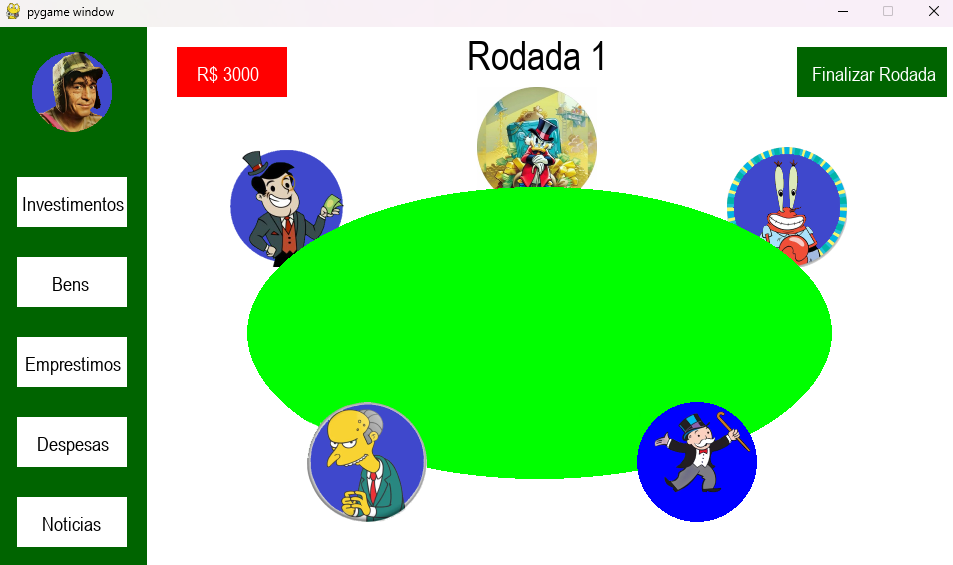 pygame window
R$ 3000
Rodada 1
Finalizar Rodada
Investimentos
Bens
Emprestimos
Despesas
Noticias